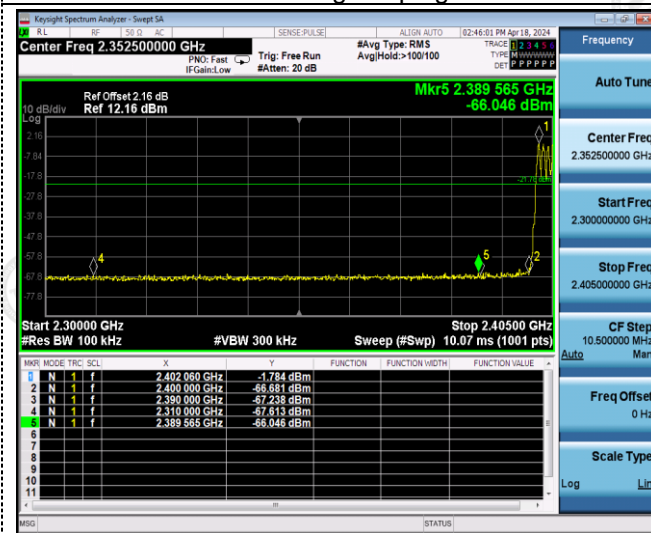 Keysight Spectrum Analyzer - Swept SA
RL RF 50 Ω AC SENSE:PULSE ALIGN AUTO 02:46:01 PM Apr 18, 2024
Center Freq 2.352500000 GHz
#Avg Type: RMS
TRACE 1 2 3 4 5 6
PNO: Fast Trig: Free Run Avg|Hold:>100/100 TYPE M WWWWW
IFGain:Low #Atten: 20 dB DET P P P P P P
Mkr5 2.389 565 GHz
-66.046 dBm
Ref Offset 2.16 dB
10 dB/div Ref 12.16 dBm
Log
2.16
-7.84
-17.8
-27.8
-37.8
-47.8
-57.8
-67.8
-77.8
1
4
5
2
Start 2.30000 GHz Stop 2.40500 GHz
#Res BW 100 kHz #VBW 300 kHz Sweep (#Swp) 10.07 ms (1001 pts)
MKR MODE TRC SCL X Y FUNCTION FUNCTION WIDTH FUNCTION VALUE
1 N 1 f 2.402 060 GHz -1.784 dBm
2 N 1 f 2.400 000 GHz -66.681 dBm
3 N 1 f 2.390 000 GHz -67.238 dBm
4 N 1 f 2.310 000 GHz -67.613 dBm
5 N 1 f 2.389 565 GHz -66.046 dBm
6
7
8
9
10
11
MSG STATUS
Frequency
Auto Tune
Center Freq
2.352500000 GHz
Start Freq
2.300000000 GHz
Stop Freq
2.405000000 GHz
CF Step
10.500000 MHz
Auto Man
Freq Offset
0 Hz
Scale Type
Log Lin